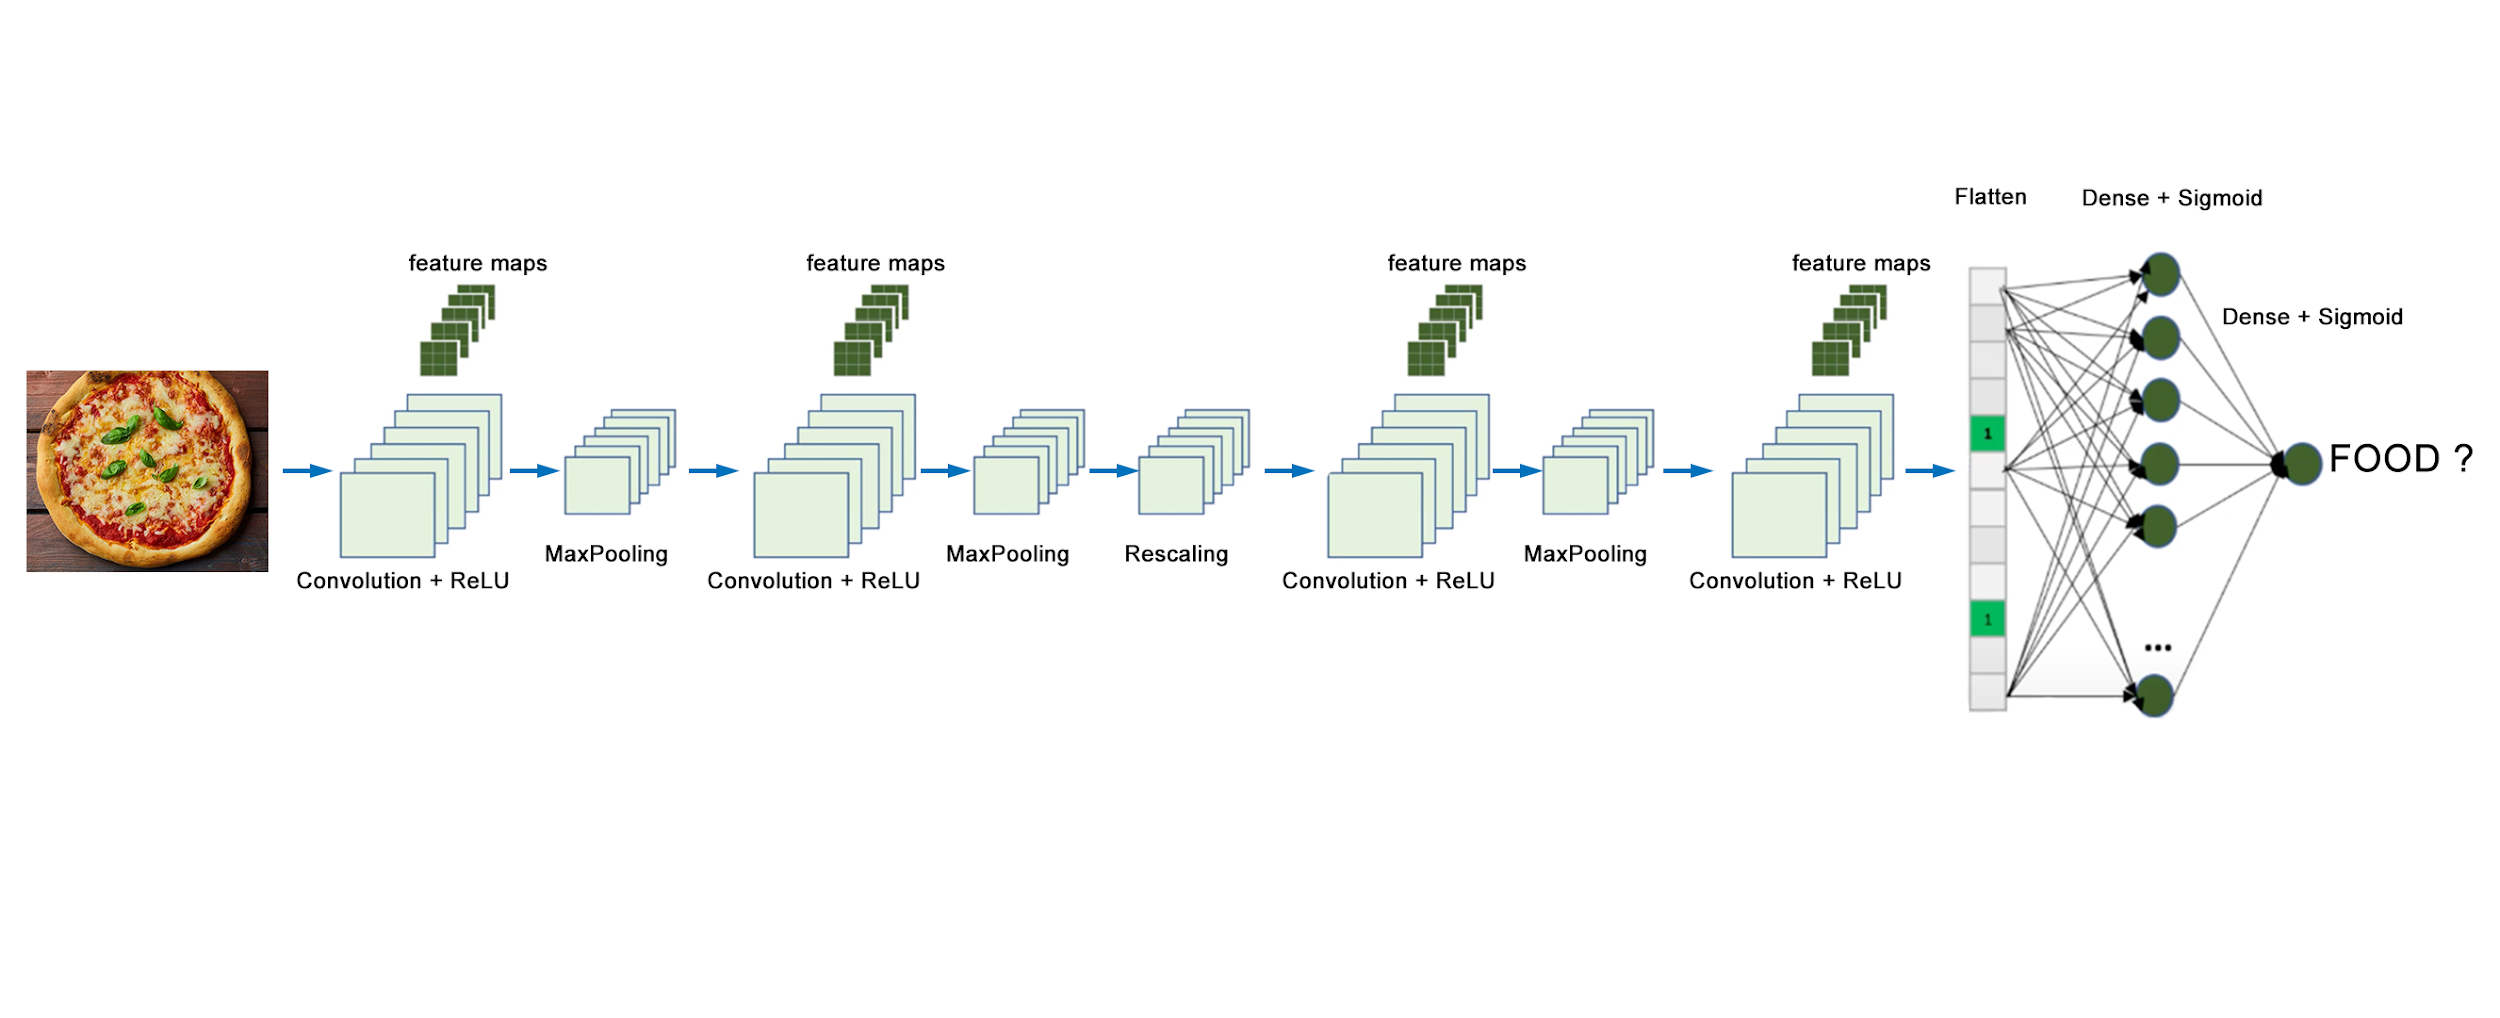 Flatten
Dense + Sigmoid
feature maps
feature maps
feature maps
feature maps
Dense + Sigmoid
1
FOOD ?
MaxPooling
MaxPooling
Rescaling
MaxPooling
Convolution + ReLU
Convolution + ReLU
Convolution + ReLU
Convolution + ReLU
1
...